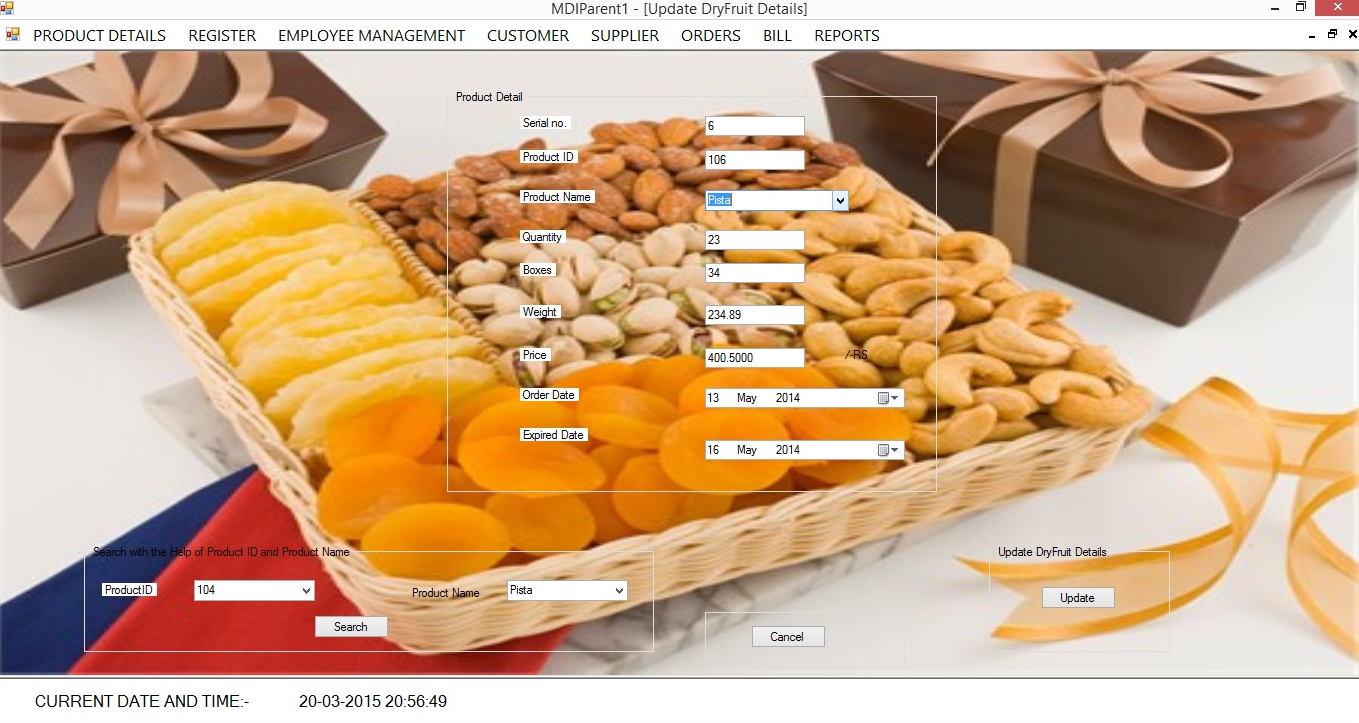 MDIParent1 - [Update DryFruit Details]
PRODUCT DETAILS REGISTER EMPLOYEE MANAGEMENT CUSTOMER SUPPLIER ORDERS BILL REPORTS
Product Detail
Serial no. 6
Product ID 106
Product Name Pista
Quantity 23
Boxes 34
Weight 234.89
Price 400.5000 /-RS
Order Date 13 May 2014
Expired Date
16 May 2014
Search with the Help of Product ID and Product Name
Update DryFruit Details
ProductID 104 Product Name Pista
Update
Search
Cancel
CURRENT DATE AND TIME:- 20-03-2015 20:56:49